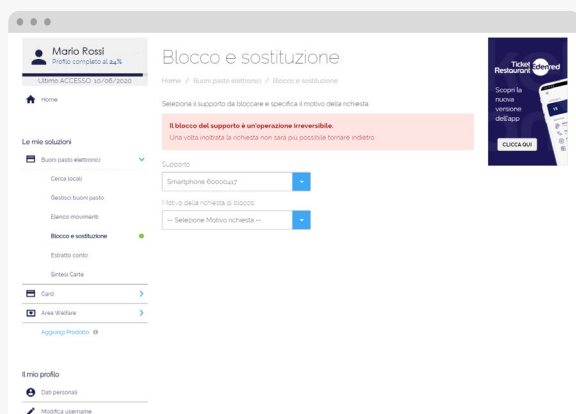 Mario Rossi
Profilo completo al 24%
Ultimo ACCESSO: 10/06/2020
Home
Le mie soluzioni
Buoni pasto elettronici
Cerca locali
Gestisci buoni pasto
Elenco movimenti
Blocco e sostituzione
Estratto conto
Sintesi Carte
Card
Area Welfare
Aggiungi Prodotto
Il mio profilo
Dati personali
Modifica username
Blocco e sostituzione
Home / Buoni pasto elettronici / Blocco e sostituzione
Seleziona il supporto da bloccare e specifica il motivo della richiesta
Il blocco del supporto è un'operazione irreversibile.
Una volta inoltrata la richiesta non sarà più possibile tornare indietro.
Supporto
Smartphone 60000417
Motivo della richiesta di blocco
-- Selezione Motivo richiesta --
Ticket
Restaurant Edenred
Scopri la
nuova
versione
dell'app
CLICCA QUI